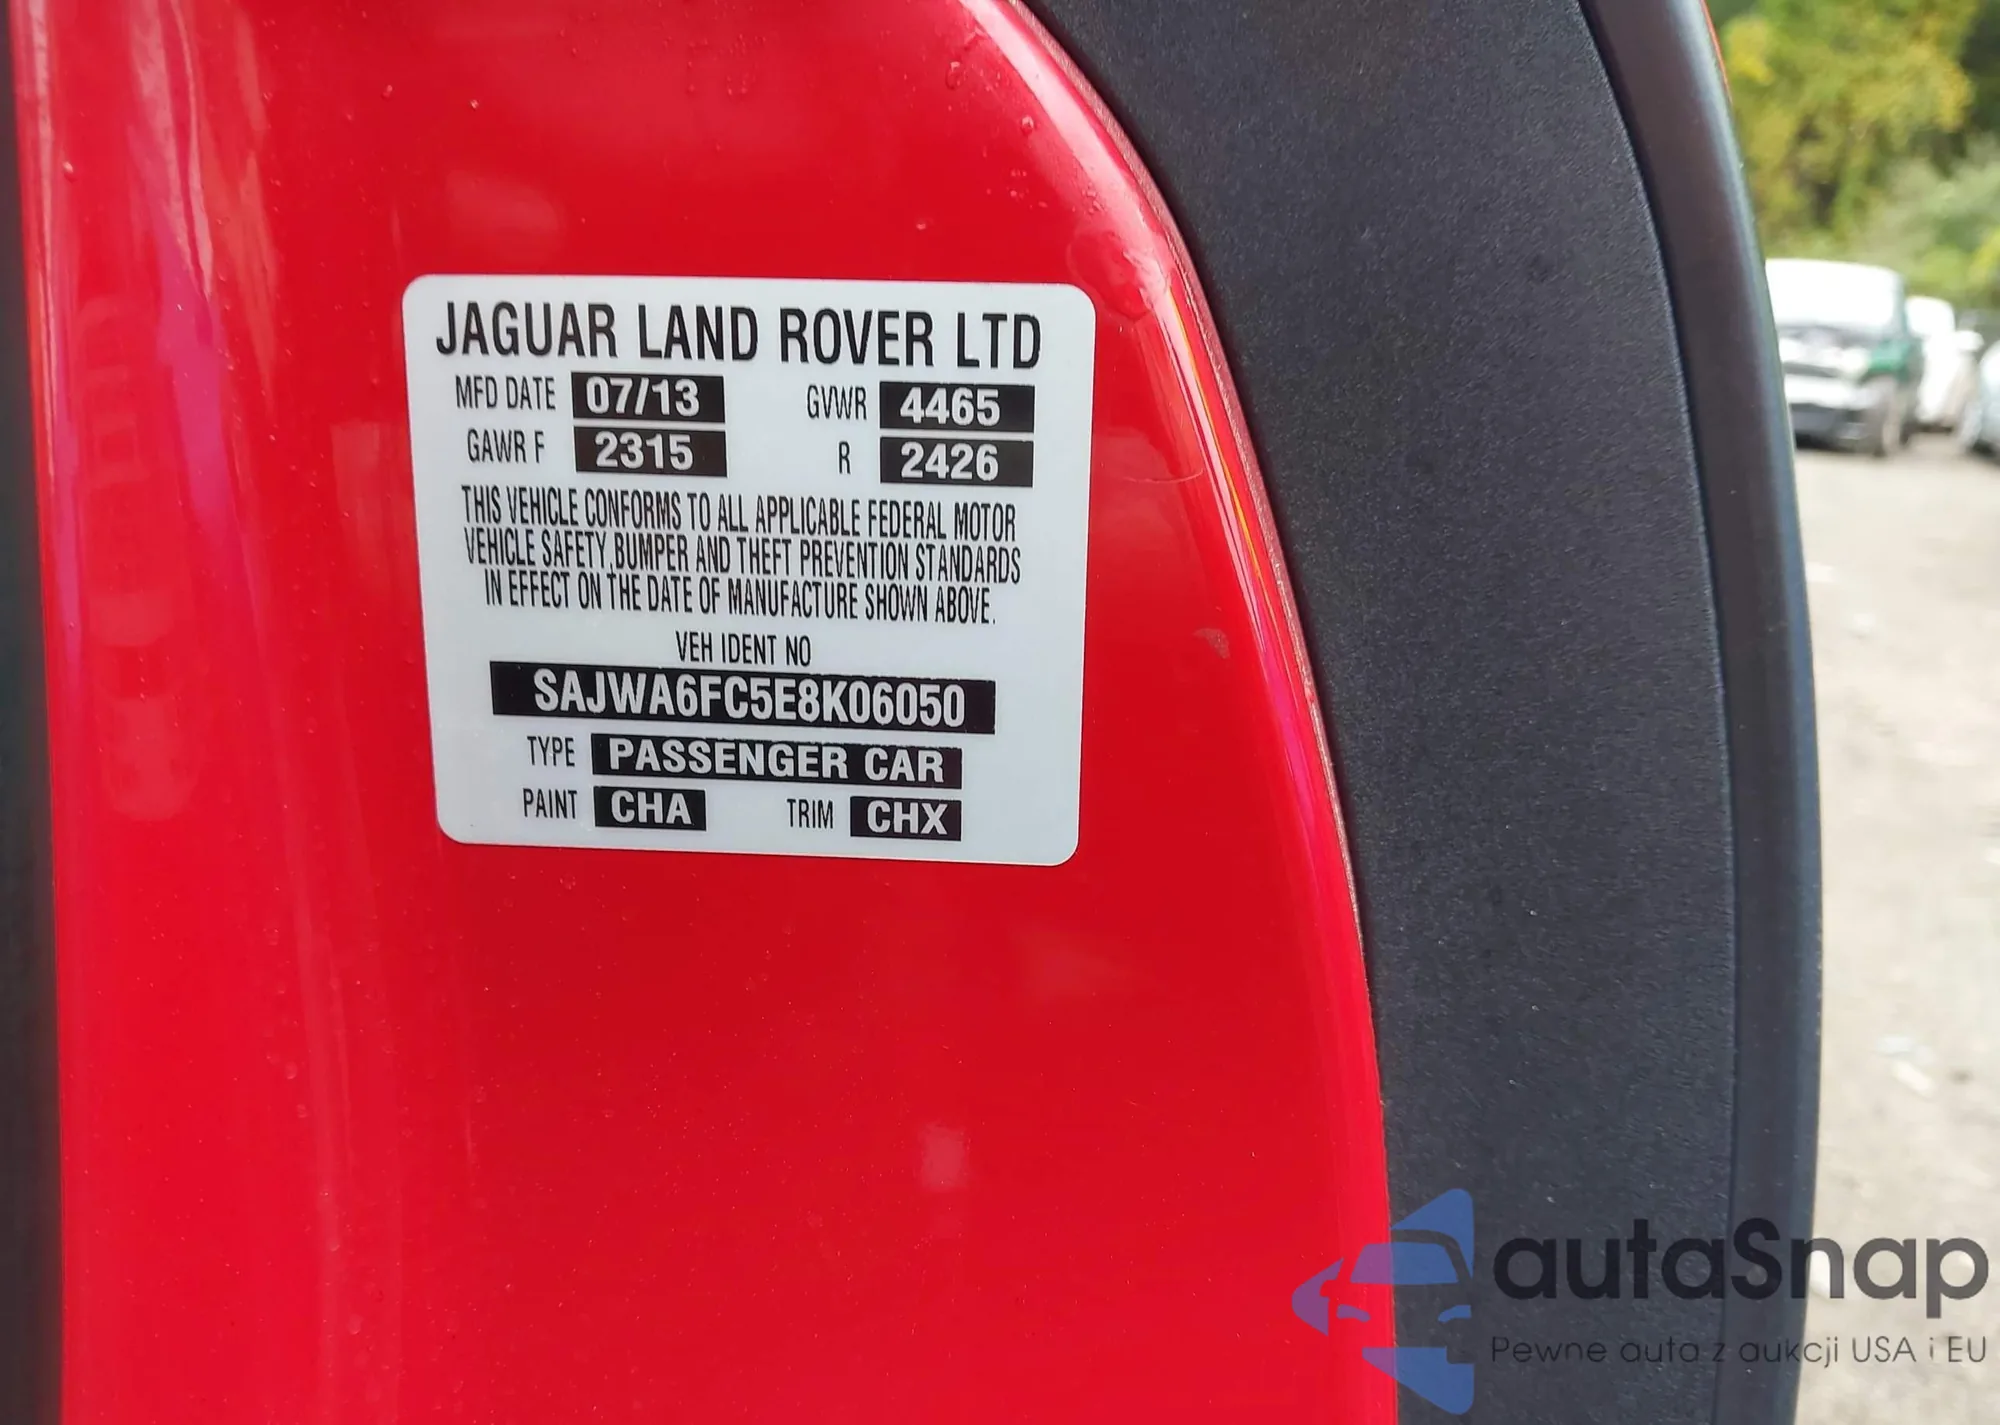 JAGUAR LAND ROVER LTD
MFD DATE 07/13 GVWR 4465
GAWR F 2315 R 2426
THIS VEHICLE CONFORMS TO ALL APPLICABLE FEDERAL MOTOR
VEHICLE SAFETY, BUMPER AND THEFT PREVENTION STANDARDS
IN EFFECT ON THE DATE OF MANUFACTURE SHOWN ABOVE.
VEH IDENT NO
SAJWA6FC5E8K06050
TYPE PASSENGER CAR
PAINT CHA TRIM CHX
autaSnap
Pewne auta z aukcji USA i EU